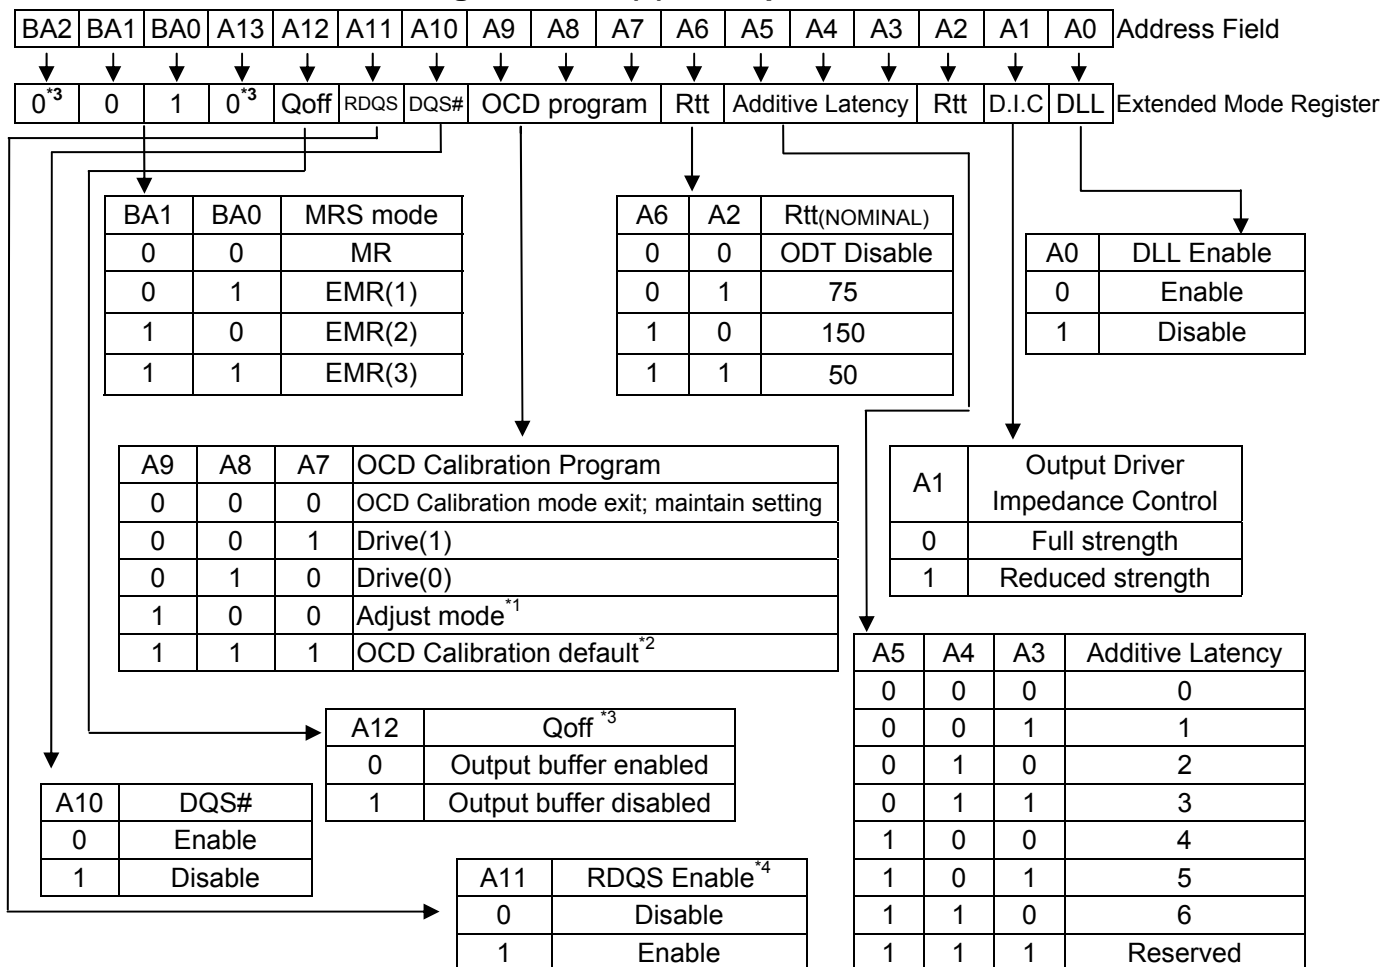 BA2 BA1 BA0 A13 A12 A11 A10 A9 A8 A7 A6 A5 A4 A3 A2 A1 A0 Address Field
0*3 0 1 0*3 Qoff RDQS DQS# OCD program Rtt Additive Latency Rtt D.I.C DLL Extended Mode Register
BA1 BA0 MRS mode
0 0 MR
0 1 EMR(1)
1 0 EMR(2)
1 1 EMR(3)
A6 A2 Rtt(NOMINAL)
0 0 ODT Disable
0 1 75
1 0 150
1 1 50
A0 DLL Enable
0 Enable
1 Disable
A9 A8 A7 OCD Calibration Program
0 0 0 OCD Calibration mode exit; maintain setting
0 0 1 Drive(1)
0 1 0 Drive(0)
1 0 0 Adjust mode*1
1 1 1 OCD Calibration default*2
A1 Output Driver
Impedance Control
0 Full strength
1 Reduced strength
A5 A4 A3 Additive Latency
0 0 0 0
0 0 1 1
0 1 0 2
0 1 1 3
1 0 0 4
1 0 1 5
1 1 0 6
1 1 1 Reserved
A12 Qoff *3
0 Output buffer enabled
1 Output buffer disabled
A10 DQS#
0 Enable
1 Disable
A11 RDQS Enable*4
0 Disable
1 Enable